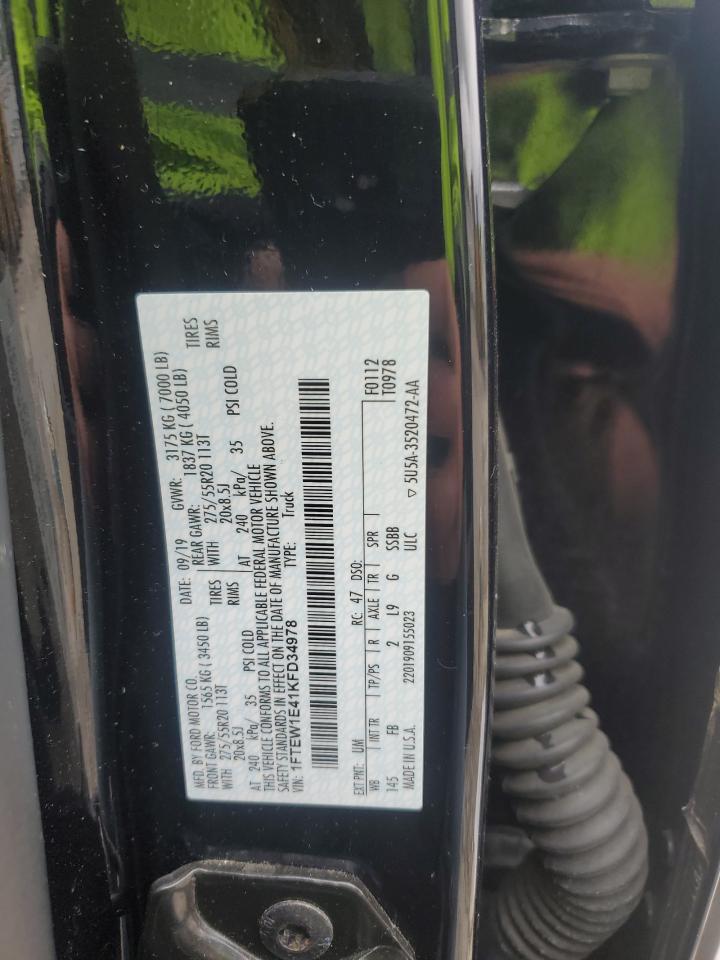 MFD. BY FORD MOTOR CO.
DATE: 09/19 GVWR: 3175 KG ( 7000 LB)
FRONT GAWR: 1565 KG ( 3450 LB) REAR GAWR: 1837 KG ( 4050 LB)
WITH 275/55R20 113T TIRES WITH 275/55R20 113T TIRES
20x8.5J RIMS 20x8.5J RIMS
AT 240 kPa/ 35 PSI COLD AT 240 kPa/ 35 PSI COLD
THIS VEHICLE CONFORMS TO ALL APPLICABLE FEDERAL MOTOR VEHICLE
SAFETY STANDARDS IN EFFECT ON THE DATE OF MANUFACTURE SHOWN ABOVE.
VIN: 1FTEW1E41KFD34978 TYPE: Truck
EXT PNT: UM RC: 47 DSO: F0112
WB INT TR TP/PS R AXLE TR SPR T0978
145 FB 2 L9 G SSBB
MADE IN U.S.A. 2201909155023 ULC ▽ 5U5A-3520472-AA